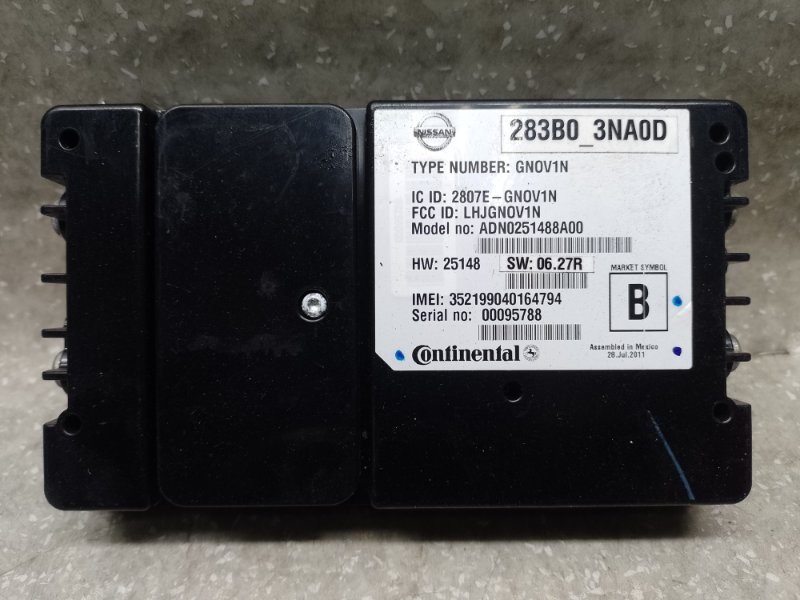 NISSAN
283B0_3NA0D
TYPE NUMBER: GNOV1N
IC ID: 2807E-GNOV1N
FCC ID: LHJGNOV1N
Model no: ADN0251488A00
HW: 25148 SW: 06.27R
MARKET SYMBOL
B
IMEI: 352199040164794
Serial no: 00095788
Continental
Assembled in Mexico
28.Jul.2011